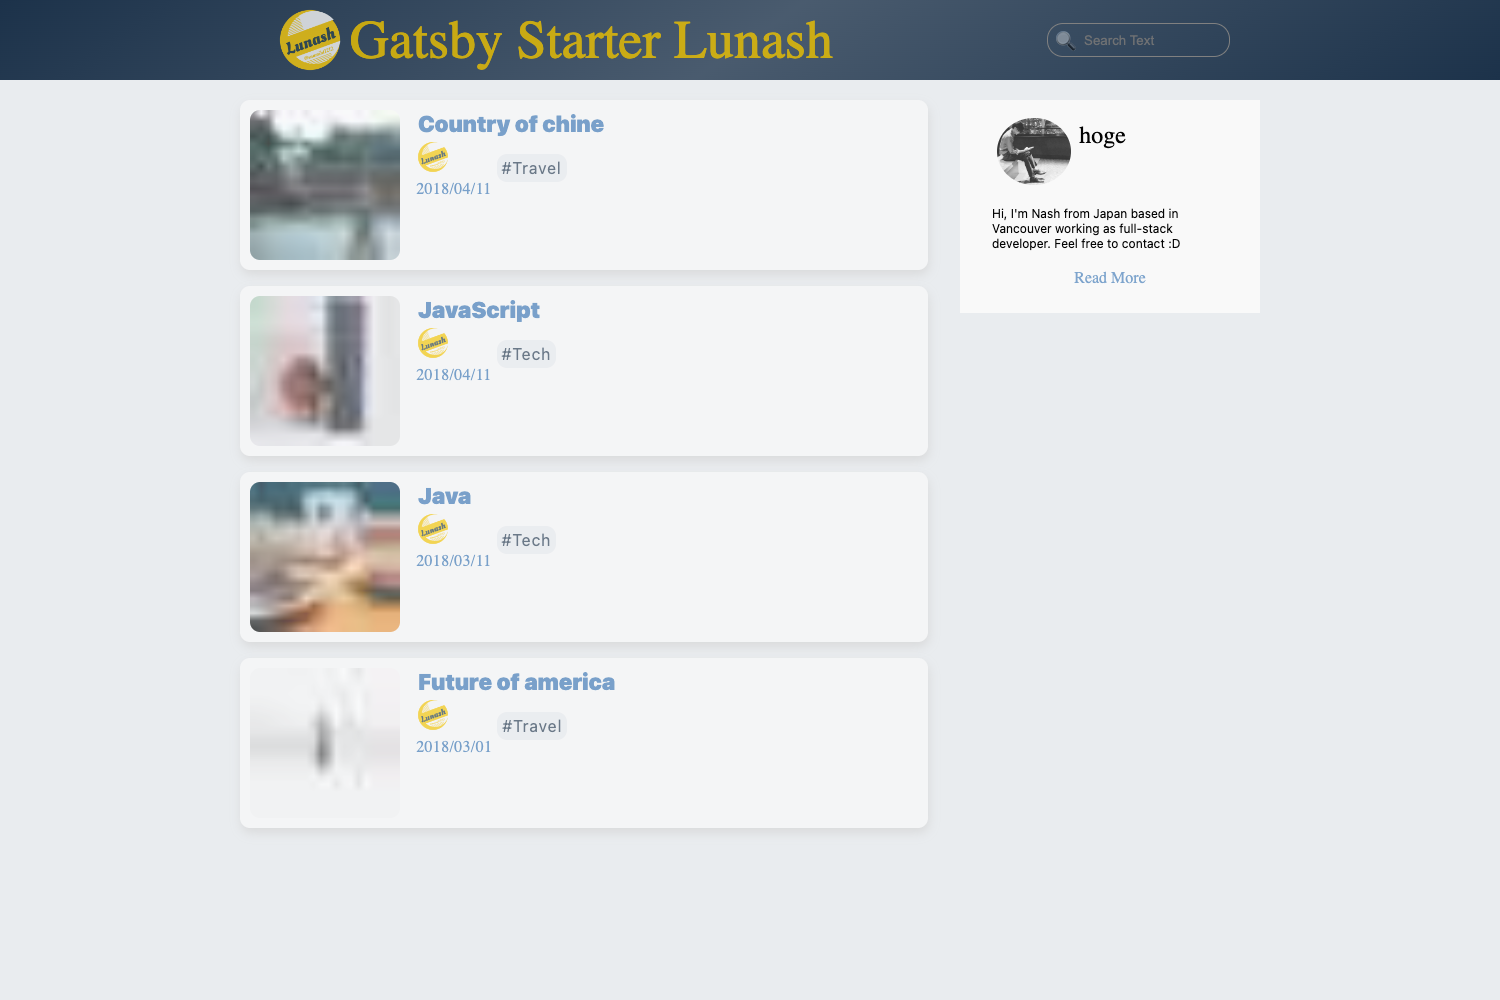 Lunash
Gatsby Starter Lunash
Search Text
Country of chine
Lunash
#Travel
2018/04/11
JavaScript
Lunash
#Tech
2018/04/11
Java
Lunash
#Tech
2018/03/11
Future of america
Lunash
#Travel
2018/03/01
hoge
Hi, I'm Nash from Japan based in
Vancouver working as full-stack
developer. Feel free to contact :D
Read More